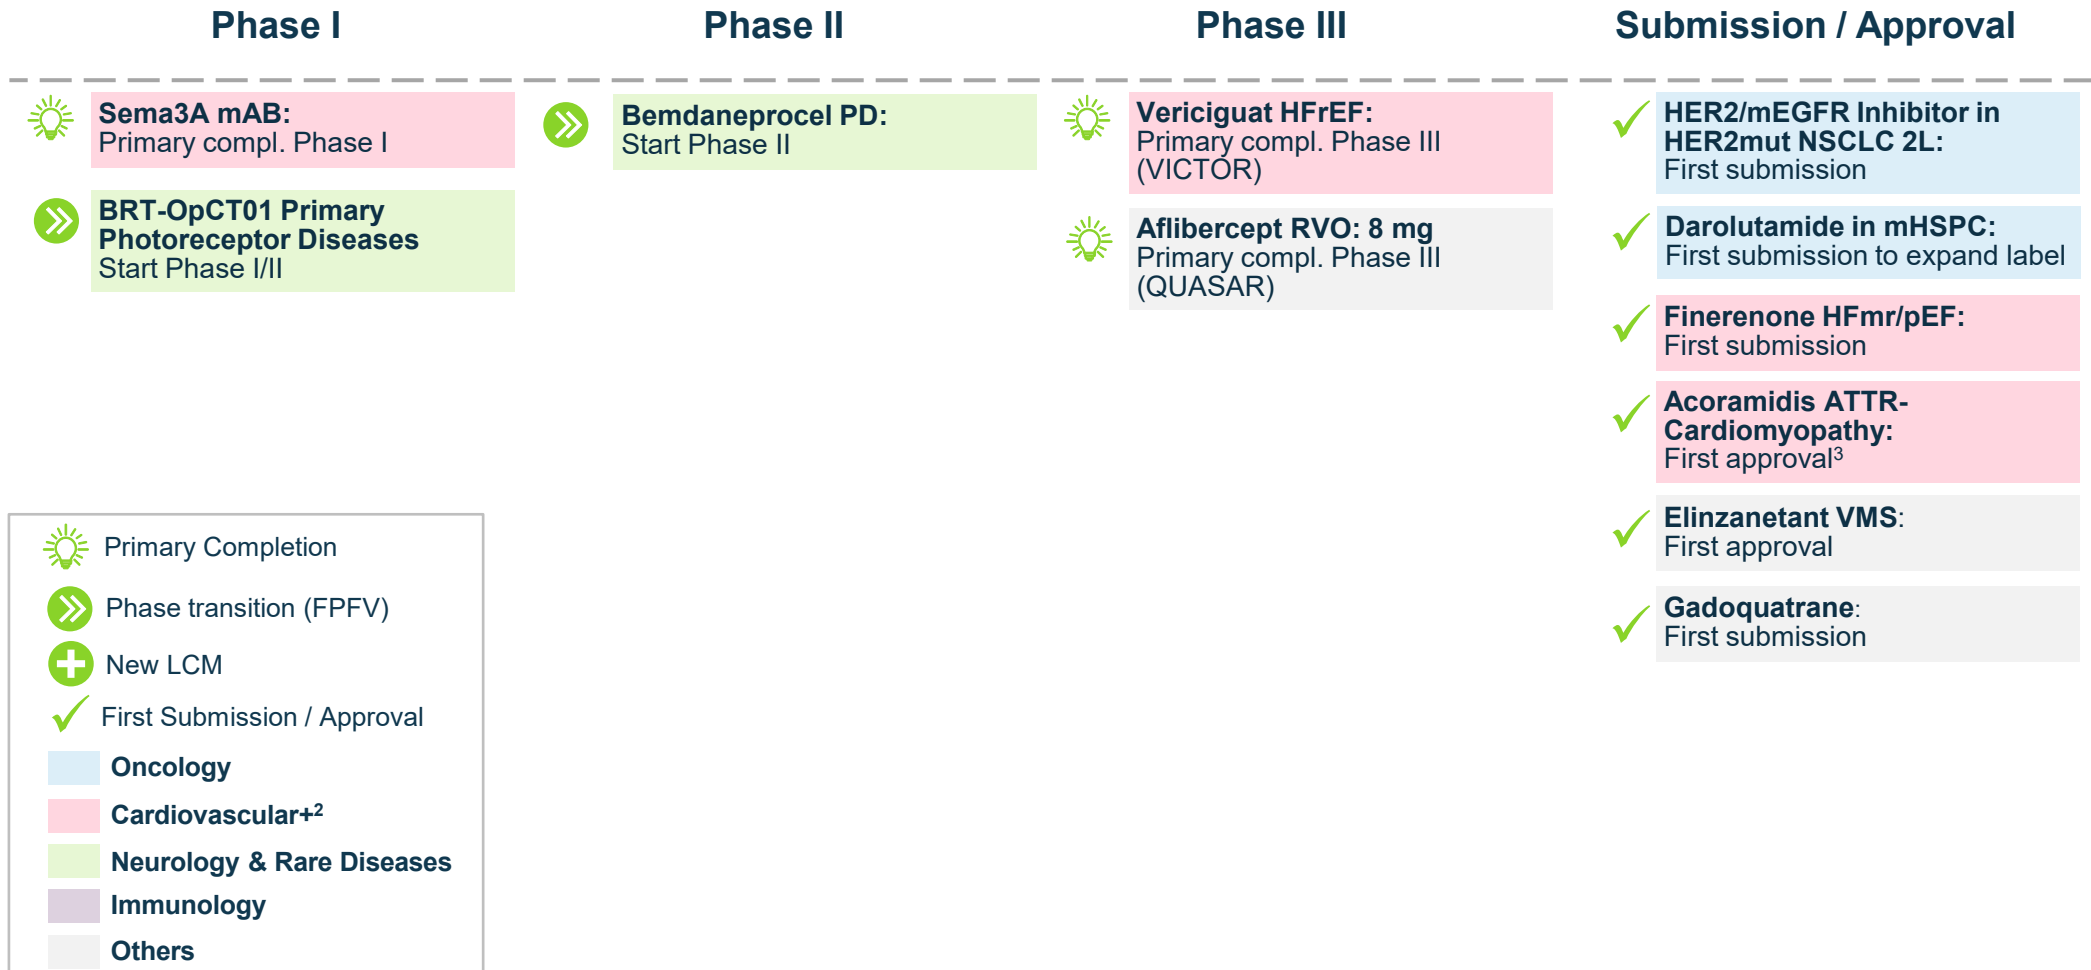 Phase I
Phase II
Phase III
Submission / Approval
Sema3A mAB:
Primary compl. Phase I
BRT-OpCT01 Primary
Photoreceptor Diseases
Start Phase I/II
Bemdaneprocel PD:
Start Phase II
Vericiguat HFrEF:
Primary compl. Phase III
(VICTOR)
Aflibercept RVO: 8 mg
Primary compl. Phase III
(QUASAR)
HER2/mEGFR Inhibitor in
HER2mut NSCLC 2L:
First submission
Darolutamide in mHSPC:
First submission to expand label
Finerenone HFmr/pEF:
First submission
Acoramidis ATTR-
Cardiomyopathy:
First approval³
Elinzanetant VMS:
First approval
Gadoquatrane:
First submission
Primary Completion
Phase transition (FPFV)
New LCM
First Submission / Approval
Oncology
Cardiovascular+²
Neurology & Rare Diseases
Immunology
Others